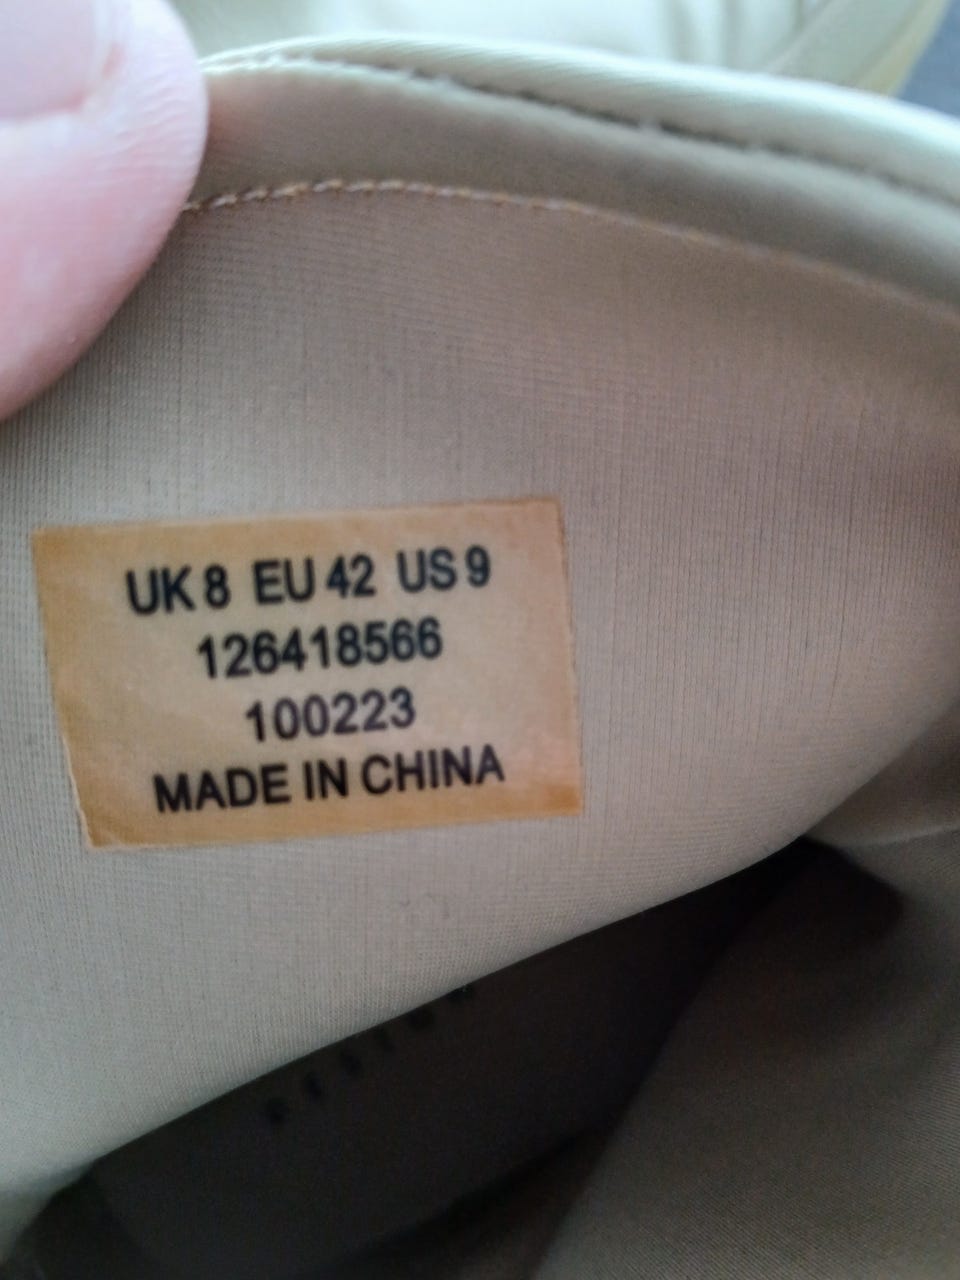 UK 8 EU 42 US 9
126418566
100223
MADE IN CHINA